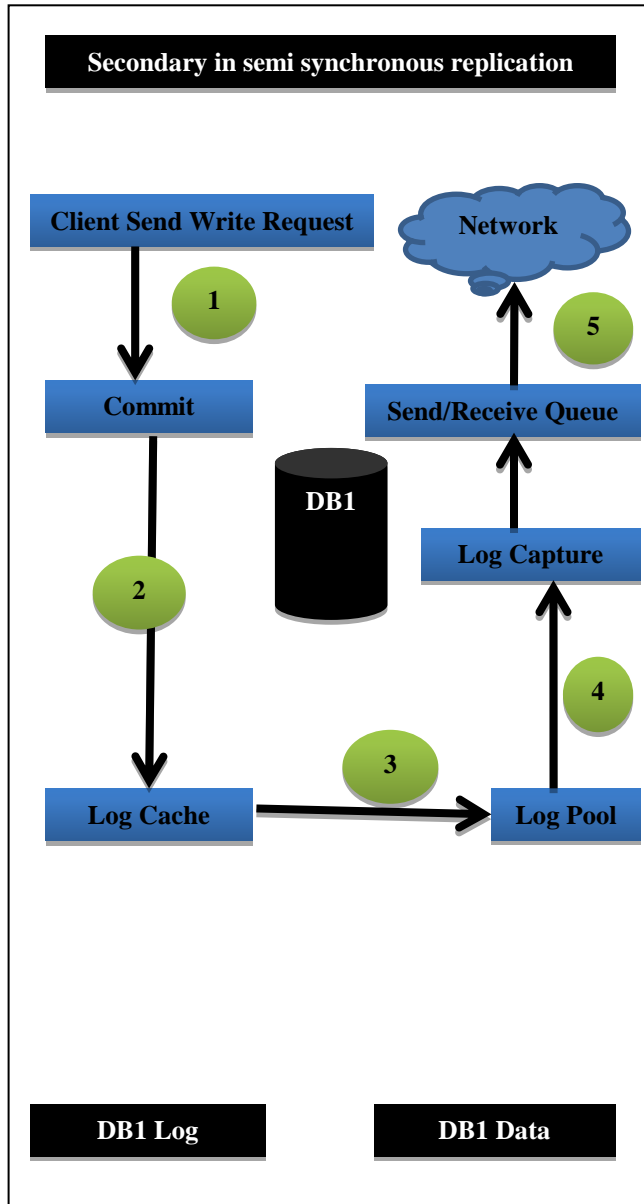 Secondary in semi synchronous replication
Client Send Write Request
Network
1
5
Commit
Send/Receive Queue
DB1
Log Capture
2
4
3
Log Cache
Log Pool
DB1 Log
DB1 Data